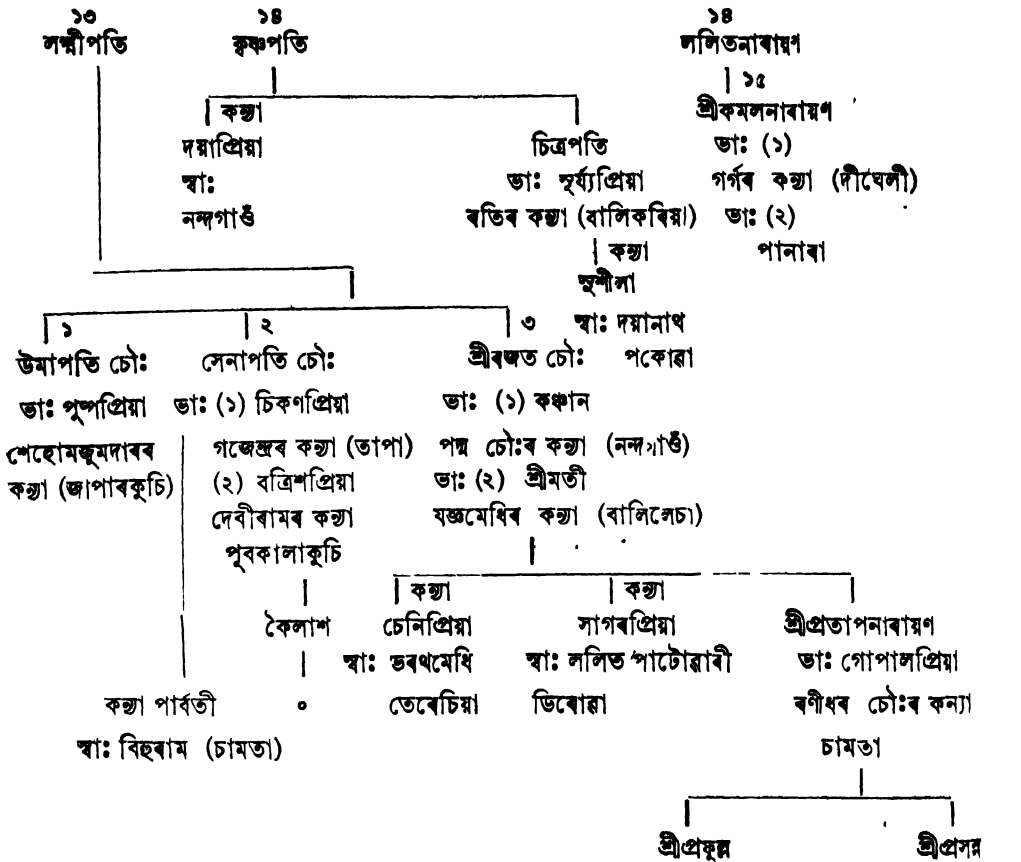 ১৩ ১৪ ১৪
লক্ষ্মীপতি কৃষ্ণপতি ললিতনাৰায়ণ
১৫
কন্যা শ্ৰীকমলনাৰায়ণ
দয়াপ্ৰিয়া চিত্ৰপতি ভাঃ (১)
স্বাঃ ভাঃ সূৰ্য্যপ্ৰিয়া গৰ্গৰ কন্যা (দীঘেলী)
নন্দগাওঁ ৰতিৰ কন্যা (বালিকৰিয়া) ভাঃ (২)
কন্যা পানাৰা
সুশীলা
১ ২ ৩ স্বাঃ দয়ানাথ
উমাপতি চৌঃ সেনাপতি চৌঃ শ্ৰীৰজত চৌঃ পকোৱা
ভাঃ পুষ্পপ্ৰিয়া ভাঃ (১) চিকণপ্ৰিয়া ভাঃ (১) কঞ্চান
শেহোমজুমদাৰৰ গজেন্দ্ৰৰ কন্যা (তাপা) পদ্ম চৌঃৰ কন্যা (নন্দগাওঁ)
কন্যা (জাপাৰকুচি) (২) বত্ৰিশপ্ৰিয়া ভাঃ (২) শ্ৰীমতী
দেবীৰামৰ কন্যা যজ্ঞমেধিৰ কন্যা (বালিলেচা)
পূবকালাকুচি
কন্যা কন্যা
কৈলাশ চেনিপ্ৰিয়া সাগৰপ্ৰিয়া শ্ৰীপ্ৰতাপনাৰায়ণ
স্বাঃ ভৰথমেধি স্বাঃ ললিত পাটোৱাৰী ভাঃ গোপালপ্ৰিয়া
কন্যা পাৰ্বতী ০ তেৰেচিয়া ডিৰোৱা ৰণীধৰ চৌঃৰ কন্যা
স্বাঃ বিহুৰাম (চামতা) চামতা
শ্ৰীপ্ৰফুল্ল শ্ৰীপ্ৰসন্ন